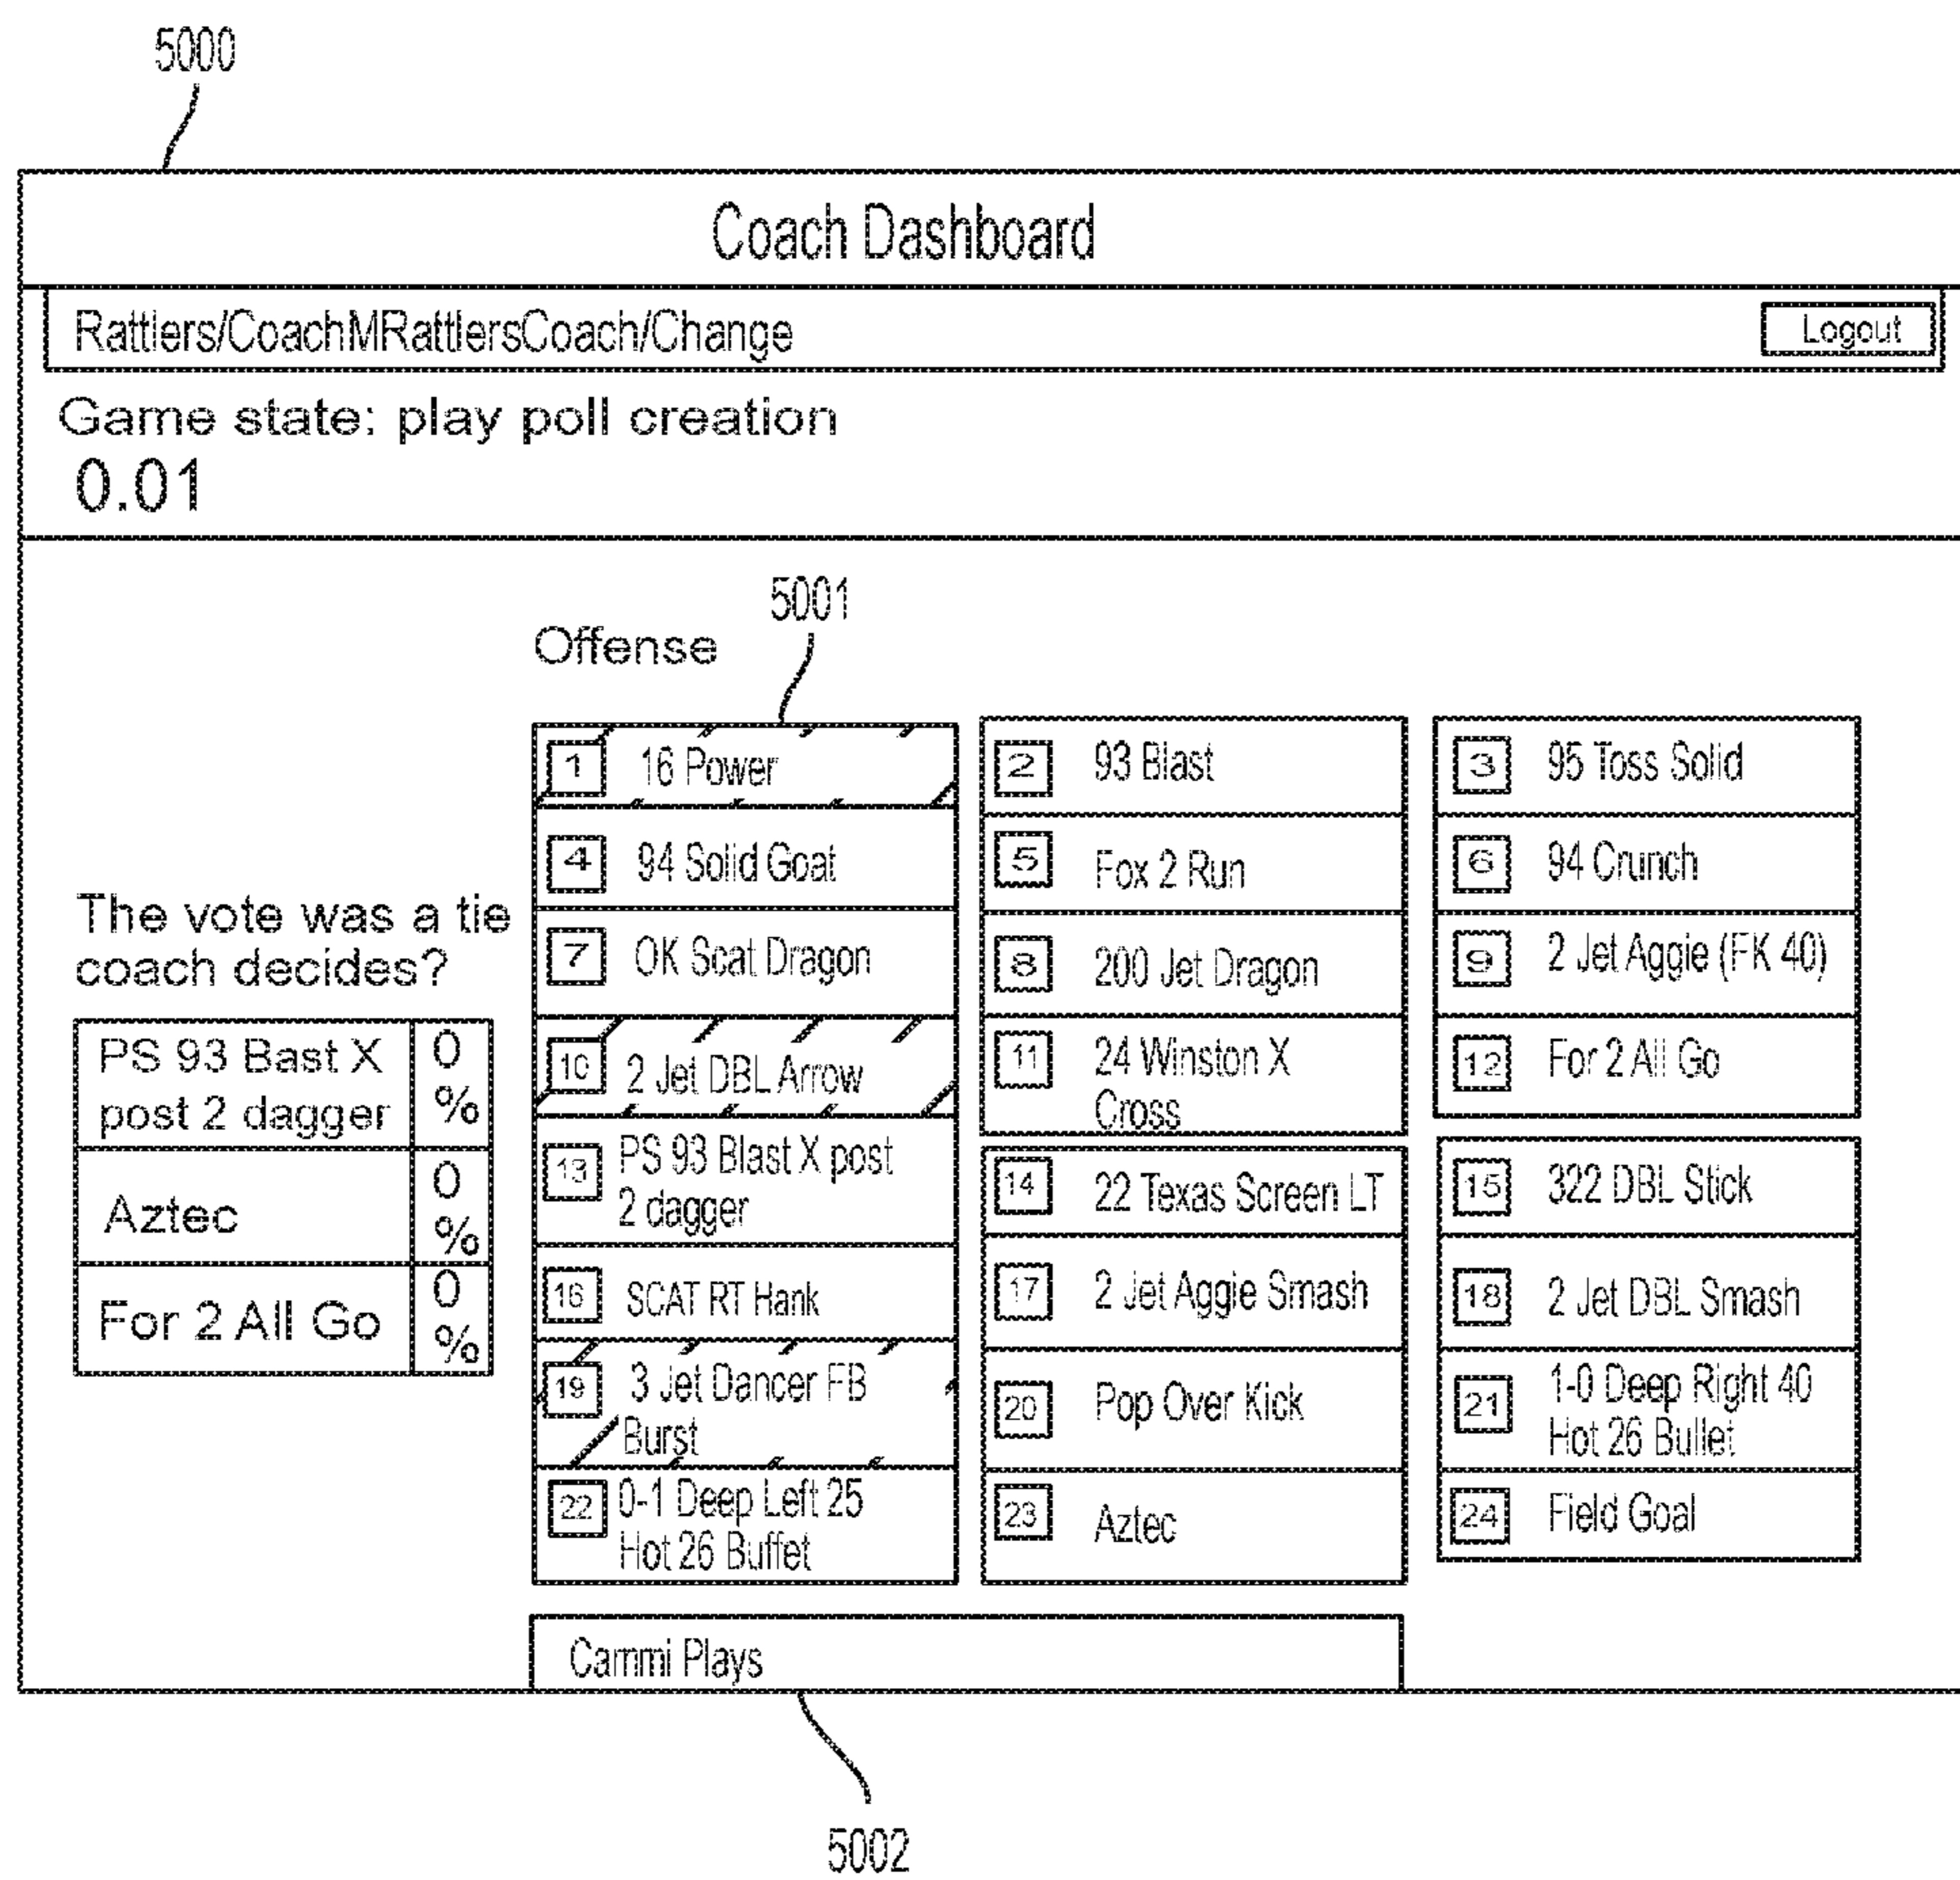 5000
Coach Dashboard
Rattlers/CoachMRattlersCoach/Change
Logout
Game state: play poll creation
0.01
5001
Offense
The vote was a tie
coach decides?
PS 93 Bast X
post 2 dagger
0
%
Aztec
0
%
For 2 All Go
0
%
1 16 Power
2 93 Blast
3 95 Toss Solid
4 94 Solid Goat
5 Fox 2 Run
6 94 Crunch
7 OK Scat Dragon
8 200 Jet Dragon
9 2 Jet Aggie (FK 40)
10 2 Jet DBL Arrow
11 24 Winston X
Cross
12 For 2 All Go
13 PS 93 Blast X post
2 dagger
14 22 Texas Screen LT
15 322 DBL Stick
16 SCAT RT Hank
17 2 Jet Aggie Smash
18 2 Jet DBL Smash
19 3 Jet Dancer FB
Burst
20 Pop Over Kick
21 1-0 Deep Right 40
Hot 26 Bullet
22 0-1 Deep Left 25
Hot 26 Buffet
23 Aztec
24 Field Goal
Cammi Plays
5002